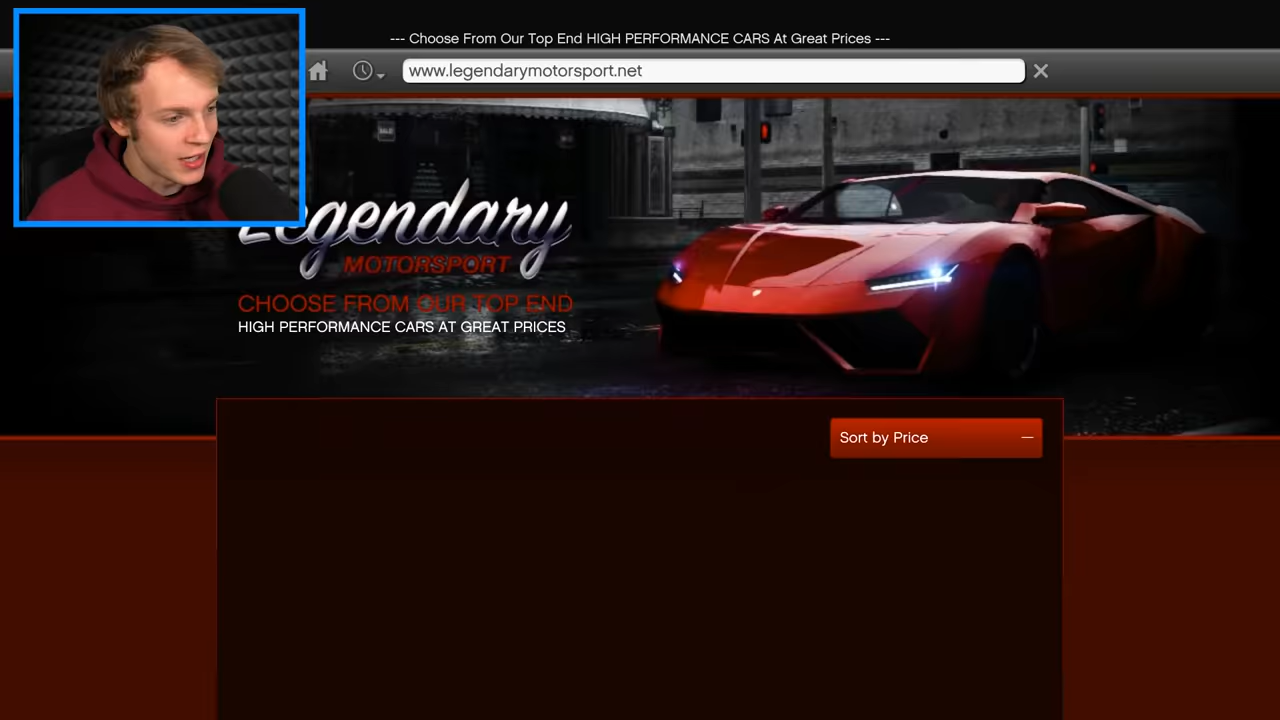 --- Choose From Our Top End HIGH PERFORMANCE CARS At Great Prices ---
www.legendarymotorsport.net
Legendary
MOTORSPORT
CHOOSE FROM OUR TOP END
HIGH PERFORMANCE CARS AT GREAT PRICES
Sort by Price